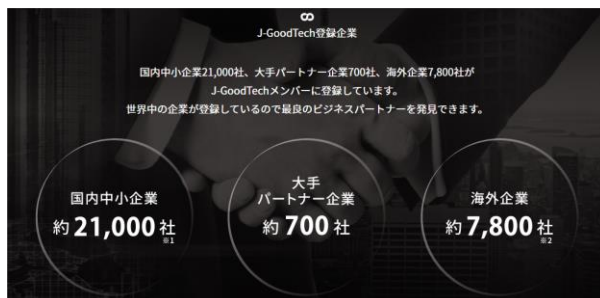 J-GoodTech登録企業
国内中小企業21,000社、大手パートナー企業700社、海外企業7,800社が
J-GoodTechメンバーに登録しています。
世界中の企業が登録しているので最良のビジネスパートナーを発見できます。
国内中小企業
約21,000社
※1
大手
パートナー企業
約700社
海外企業
約7,800社
※2